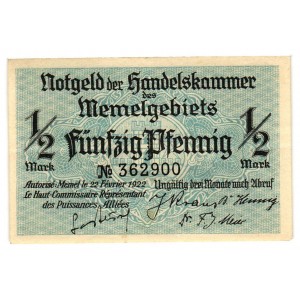 Notgeld der Handelskammer
des
Memelgebiets
1/2 Mark
Fünfzig Pfennig
1/2 Mark
№ 362900
Autorisé-Memel le 22 Février 1922
Le Haut-Commissaire Représentant
des Puissances Alliées
Ungültig drei Monate nach Abruf
J. Kraus